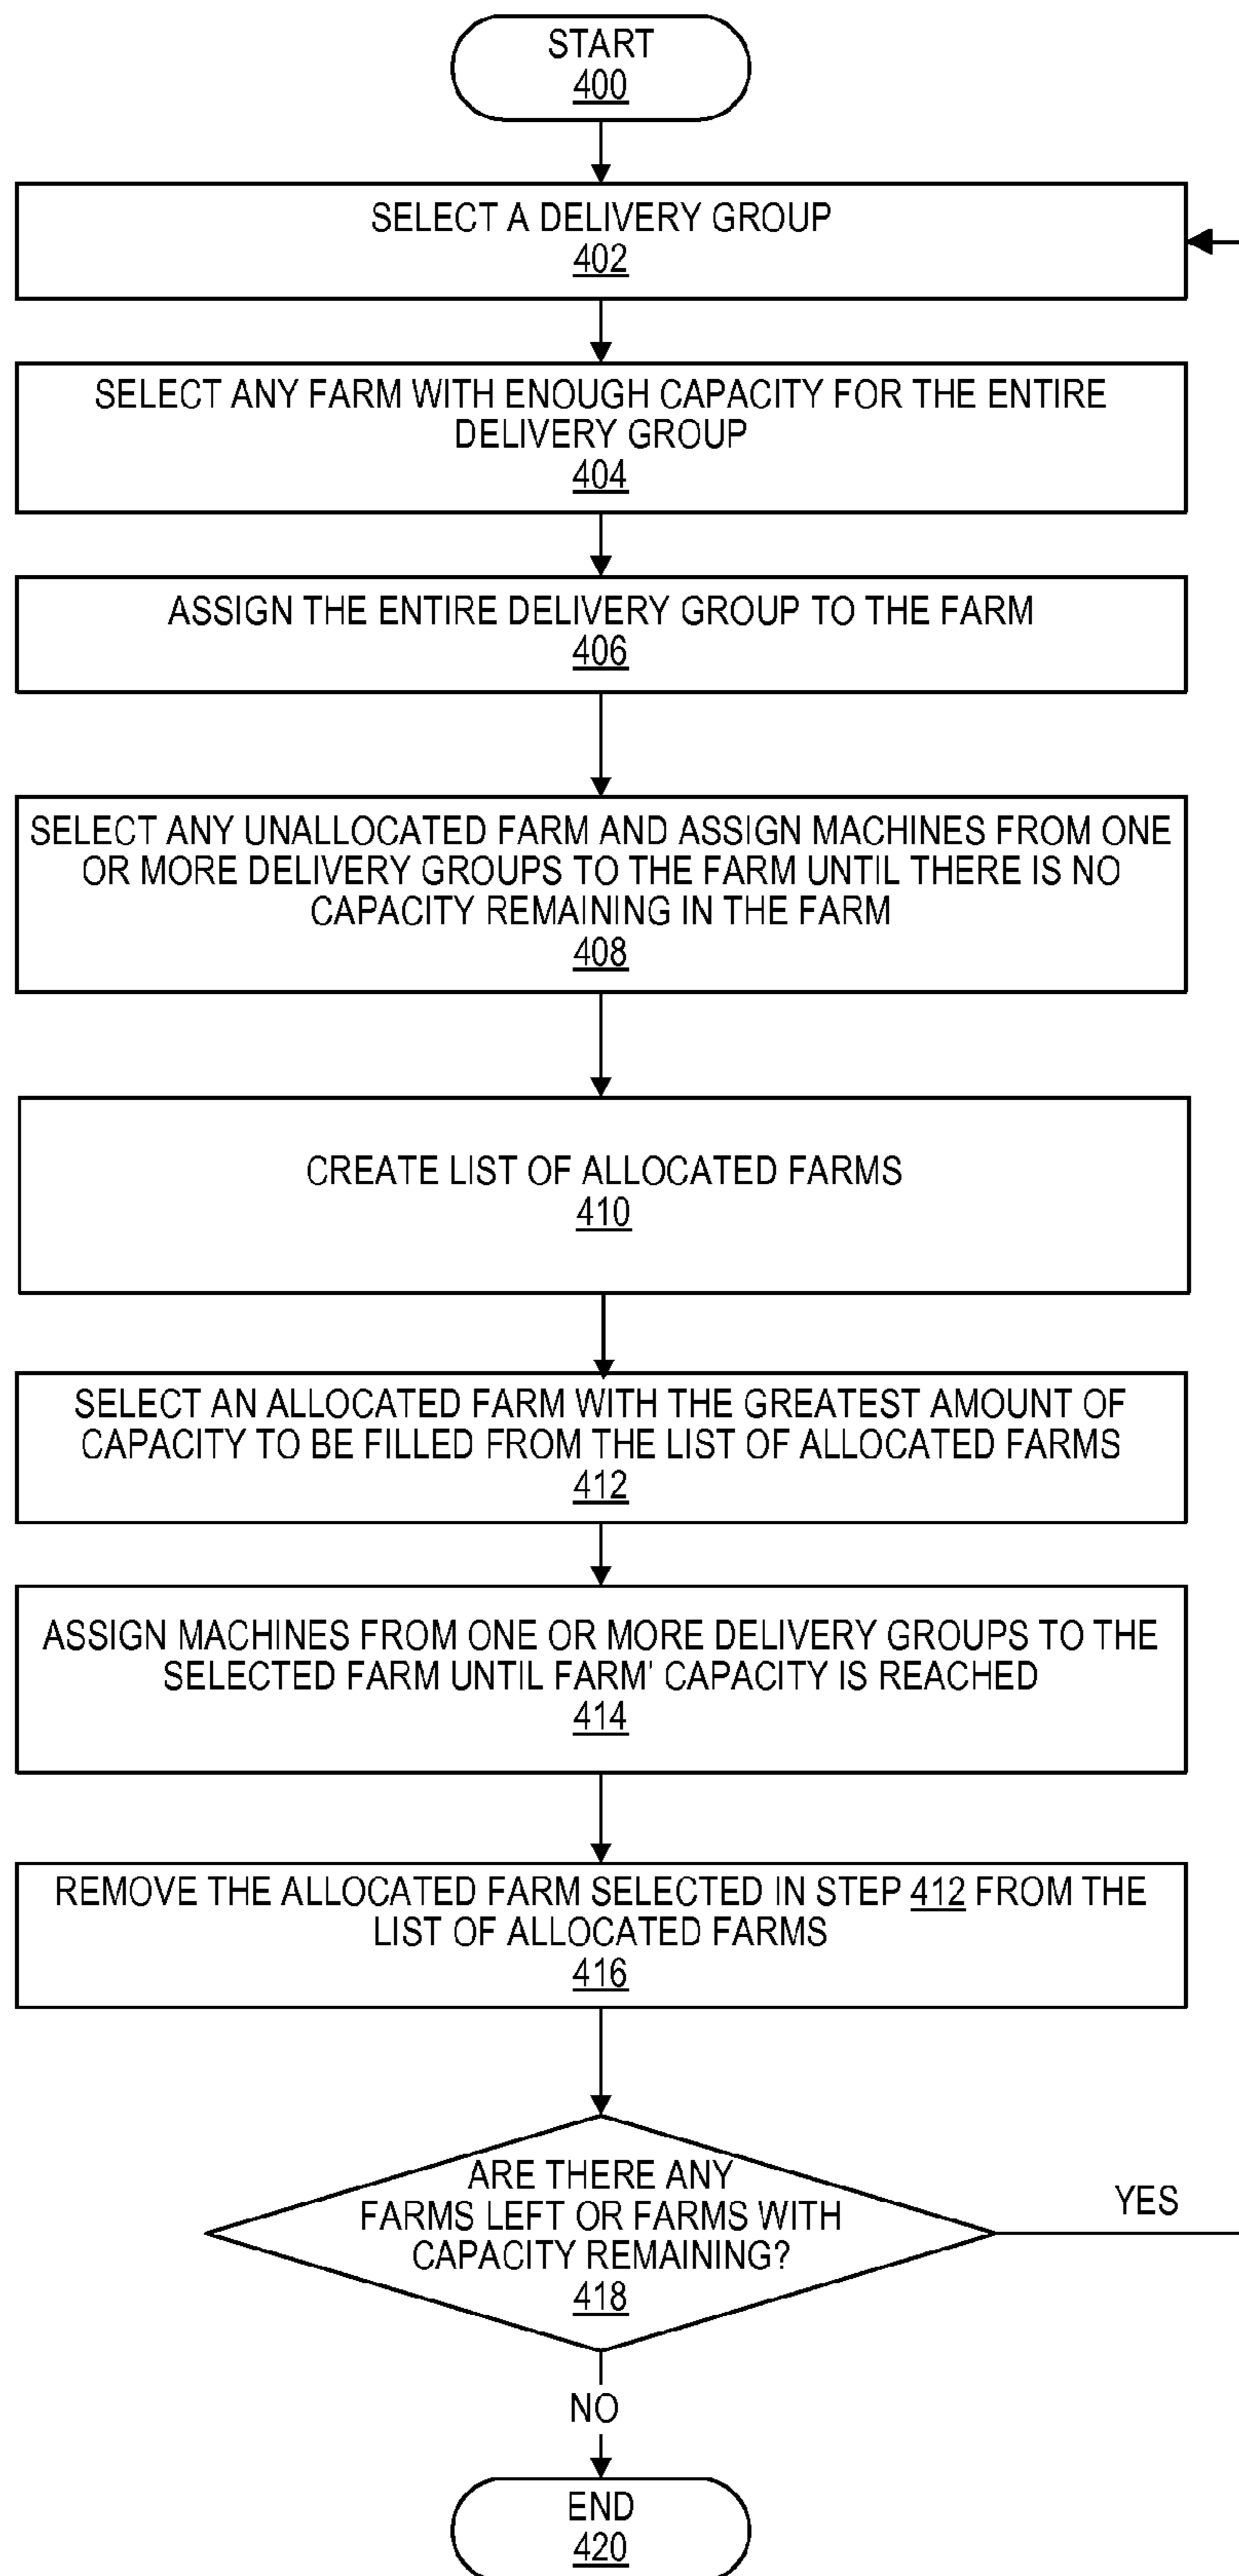 START
400
SELECT A DELIVERY GROUP
402
SELECT ANY FARM WITH ENOUGH CAPACITY FOR THE ENTIRE
DELIVERY GROUP
404
ASSIGN THE ENTIRE DELIVERY GROUP TO THE FARM
406
SELECT ANY UNALLOCATED FARM AND ASSIGN MACHINES FROM ONE
OR MORE DELIVERY GROUPS TO THE FARM UNTIL THERE IS NO
CAPACITY REMAINING IN THE FARM
408
CREATE LIST OF ALLOCATED FARMS
410
SELECT AN ALLOCATED FARM WITH THE GREATEST AMOUNT OF
CAPACITY TO BE FILLED FROM THE LIST OF ALLOCATED FARMS
412
ASSIGN MACHINES FROM ONE OR MORE DELIVERY GROUPS TO THE
SELECTED FARM UNTIL FARM' CAPACITY IS REACHED
414
REMOVE THE ALLOCATED FARM SELECTED IN STEP 412 FROM THE
LIST OF ALLOCATED FARMS
416
ARE THERE ANY
FARMS LEFT OR FARMS WITH
CAPACITY REMAINING?
418
YES
NO
END
420